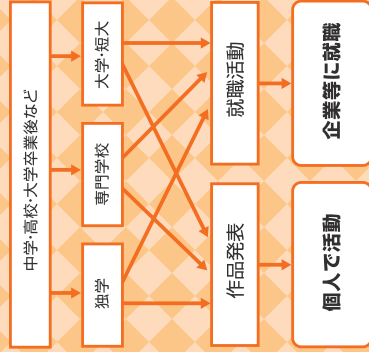 中学・高校・大学卒業後など
大学・短大
専門学校
独学
就職活動
作品発表
企業等に就職
個人で活動